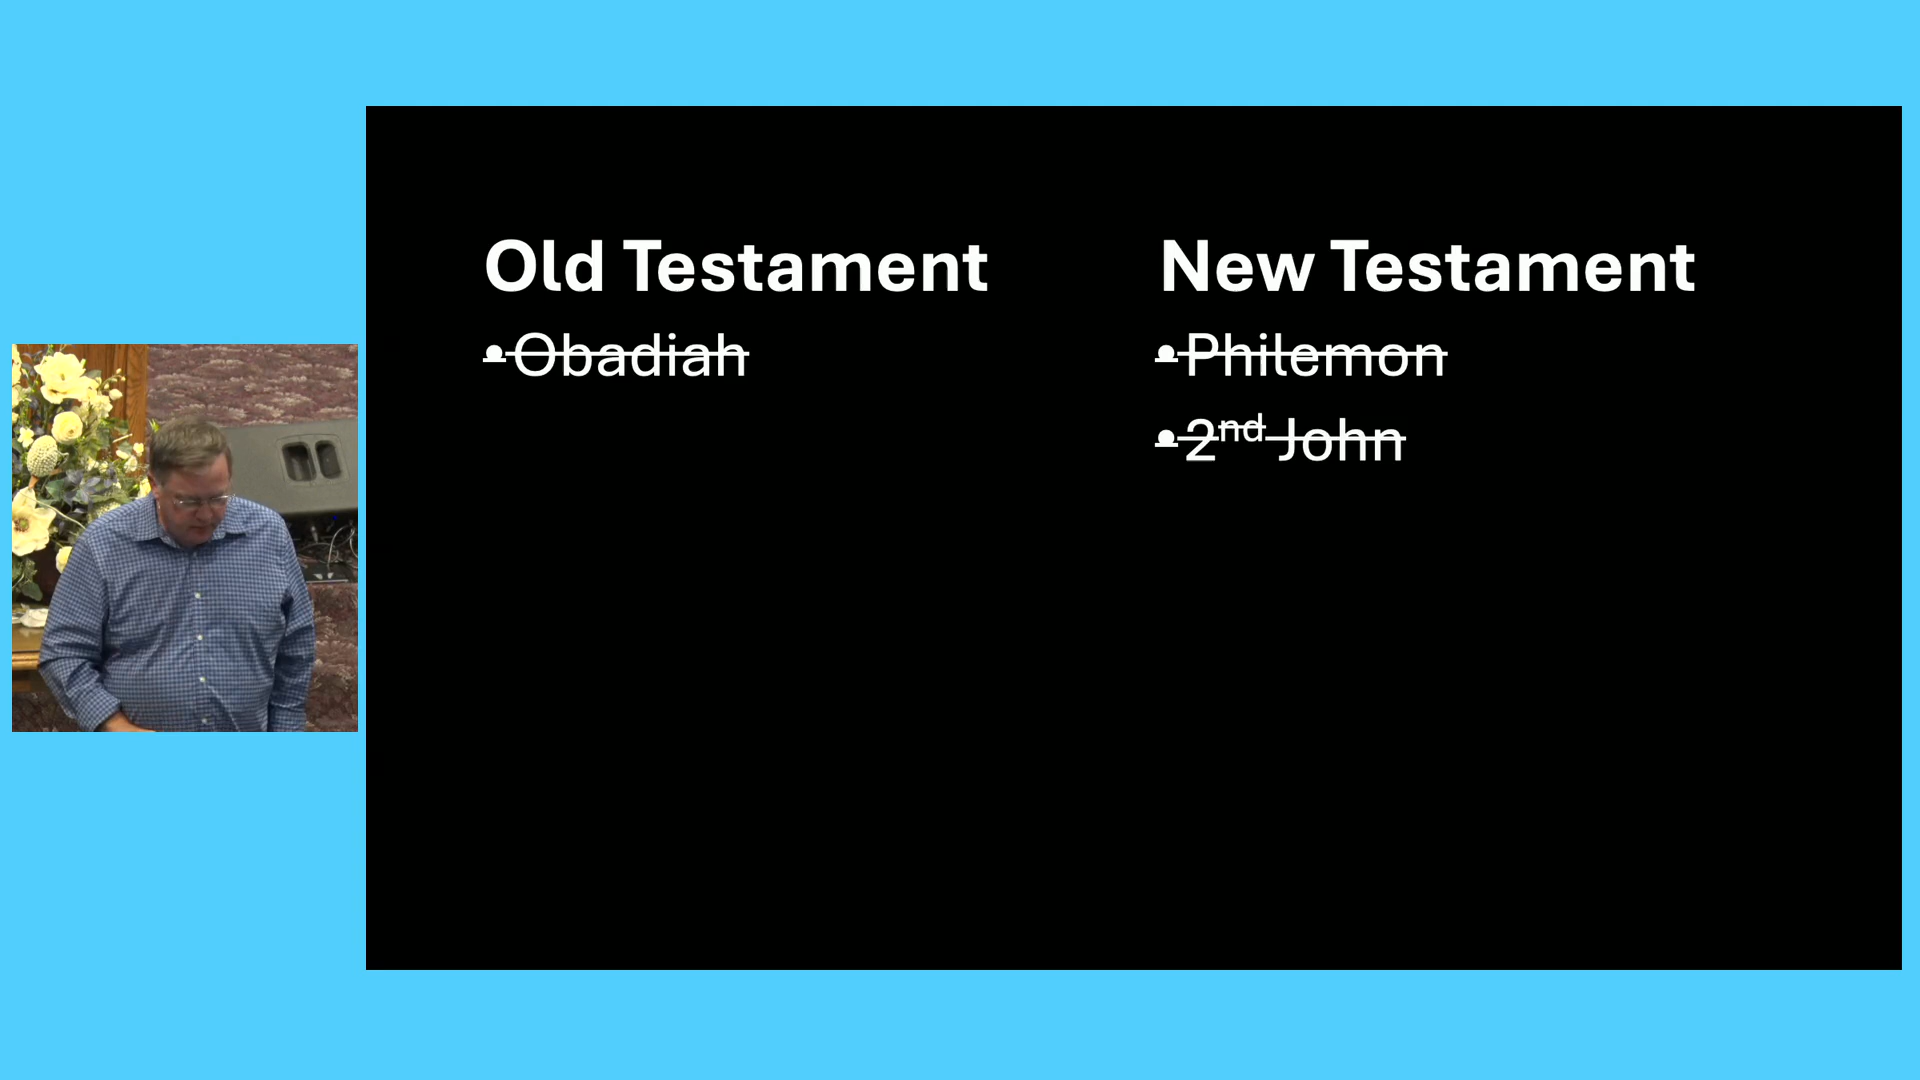 Old Testament
• Obadiah
New Testament
• Philemon
• 2nd John